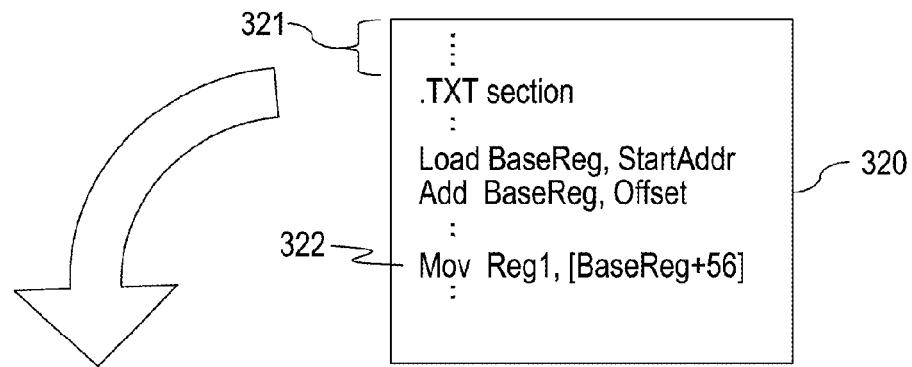 321
.TXT section
Load BaseReg, StartAddr
Add BaseReg, Offset
320
322
Mov Reg1, [BaseReg+56]